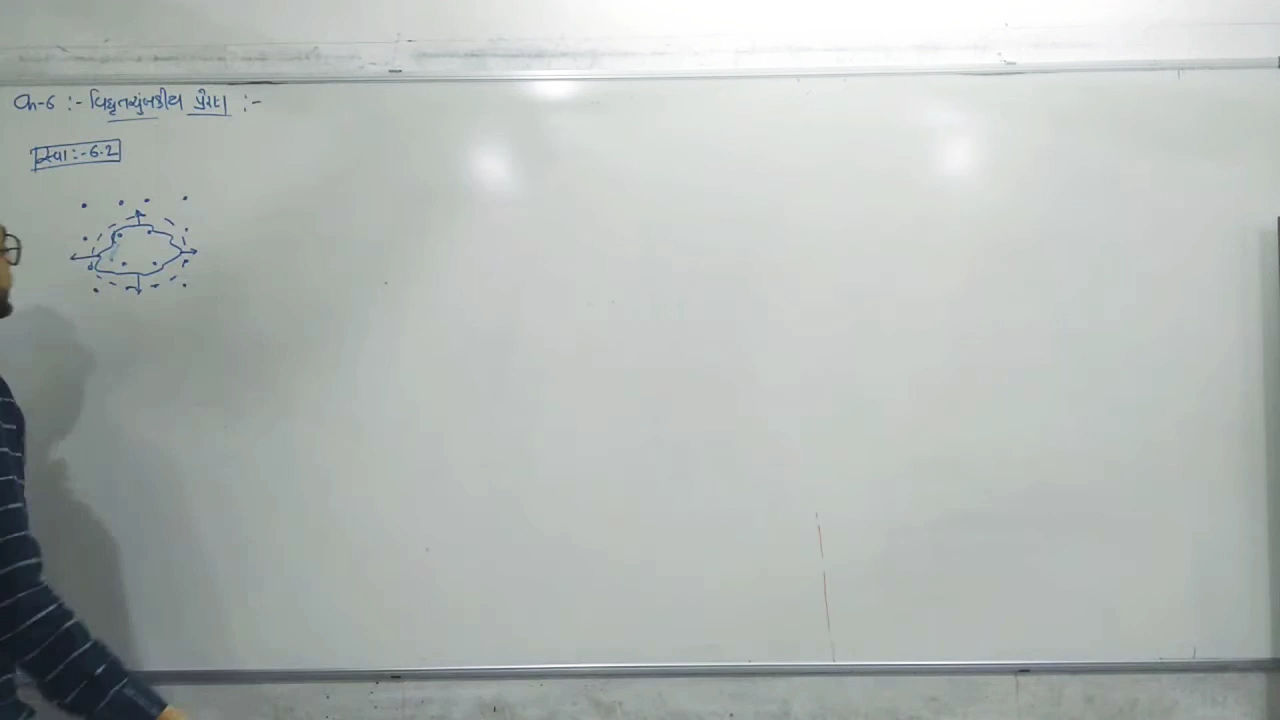 Ch-6 :- વિદ્યુતચુંબકીય પ્રેરણ :-
સ્વા :- 6.2